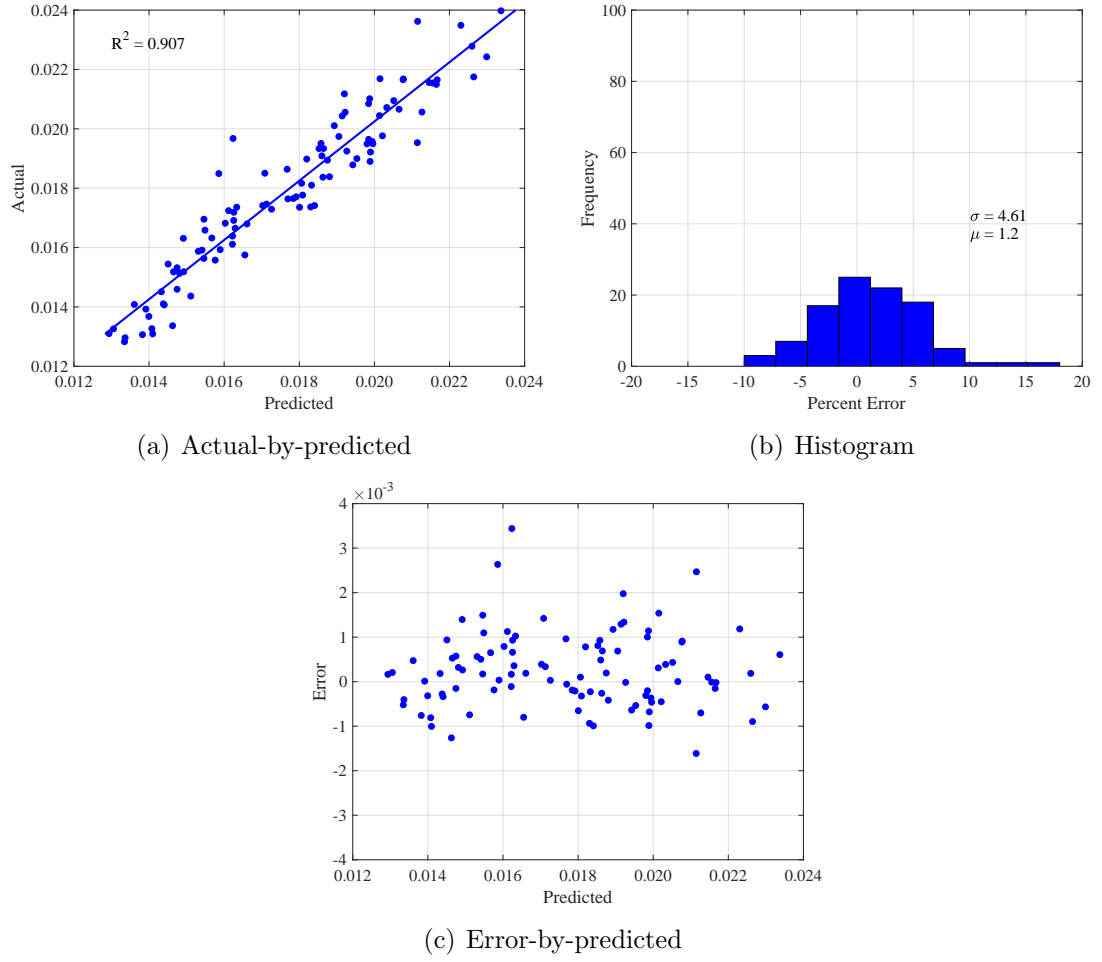 R² = 0.907
Actual
0.024
0.022
0.020
0.018
0.016
0.014
0.012
0.012 0.014 0.016 0.018 0.020 0.022 0.024
Predicted
(a) Actual-by-predicted
Frequency
100
80
60
40
20
0
σ = 4.61
μ = 1.2
-20 -15 -10 -5 0 5 10 15 20
Percent Error
(b) Histogram
×10⁻³
Error
4
3
2
1
0
-1
-2
-3
-4
0.012 0.014 0.016 0.018 0.020 0.022 0.024
Predicted
(c) Error-by-predicted